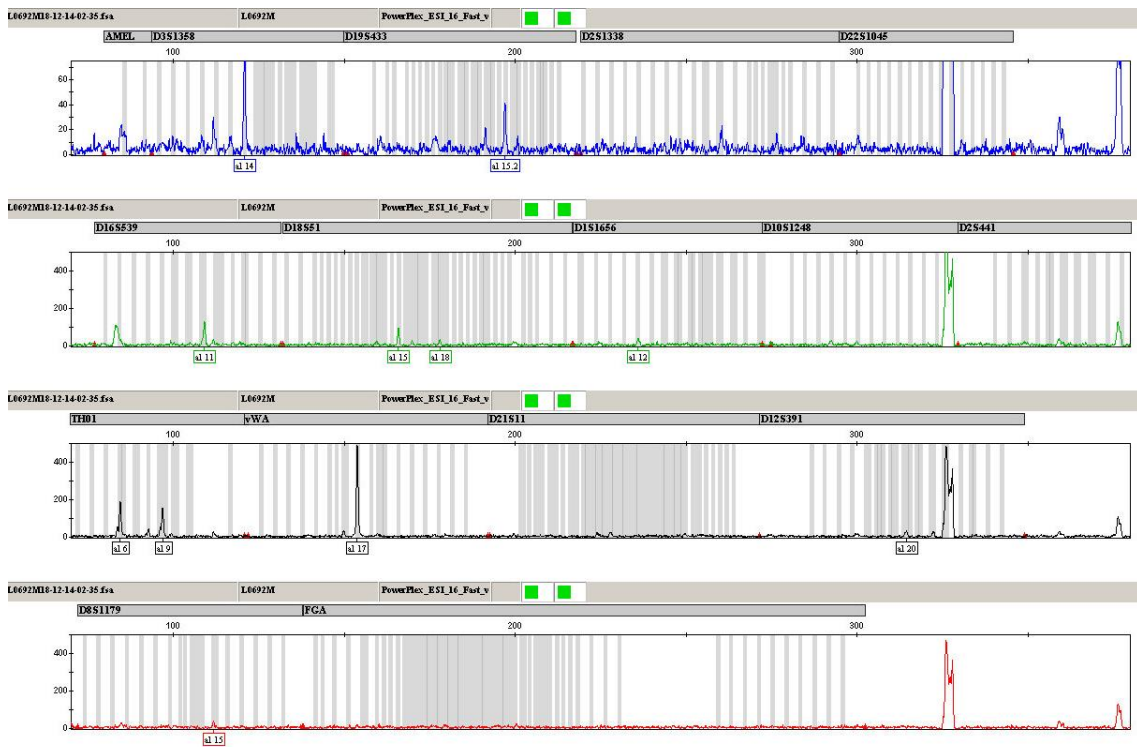 L0692M18-12-14-02-35.fsa L0692M PowerPlex_ESI_16_Fast_v
AMEL D3S1358 D19S433 D2S1338 D22S1045
100 200 300
60
40
20
0
al 14 al 15.2
L0692M18-12-14-02-35.fsa L0692M PowerPlex_ESI_16_Fast_v
D16S539 D18S51 D1S1656 D10S1248 D2S441
100 200 300
400
200
0
al 11 al 15 al 18 al 12
L0692M18-12-14-02-35.fsa L0692M PowerPlex_ESI_16_Fast_v
TH01 vWA D21S11 D12S391
100 200 300
400
200
0
al 6 al 9 al 17 al 20
L0692M18-12-14-02-35.fsa L0692M PowerPlex_ESI_16_Fast_v
D8S1179 FGA
100 200 300
400
200
0
al 15